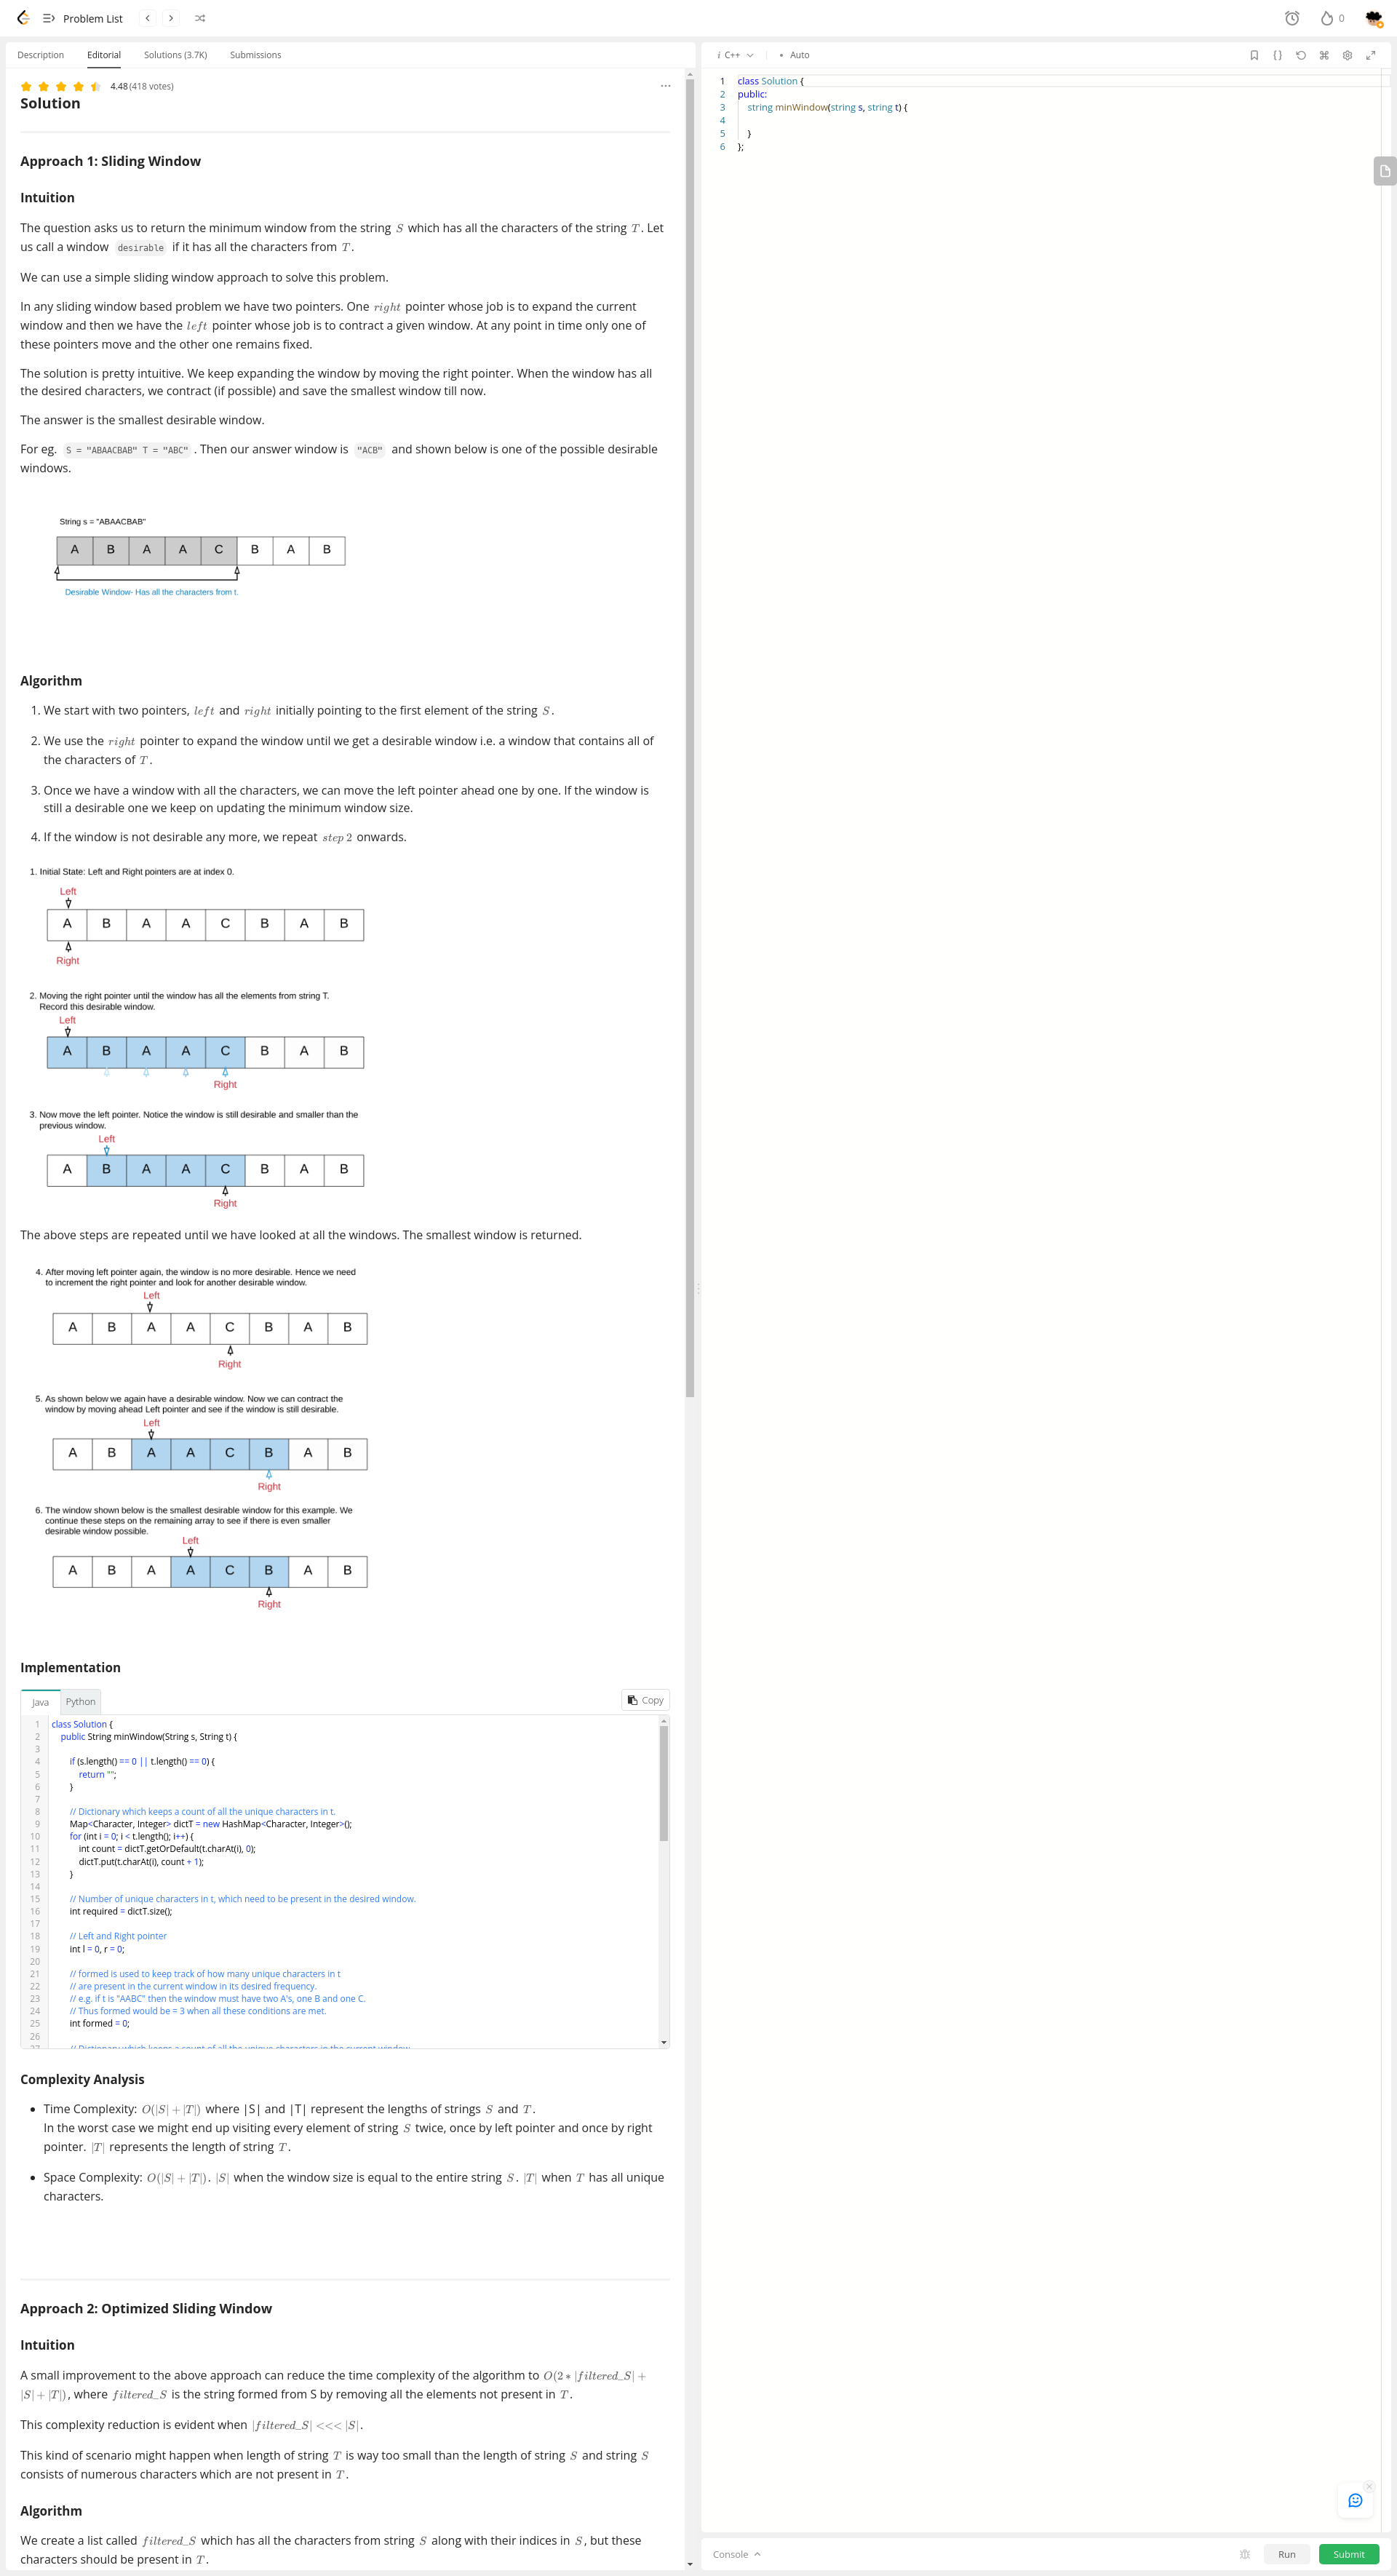 Problem List
0
Description
Editorial
Solutions (3.7K)
Submissions
4.48 (418 votes)
Solution
Approach 1: Sliding Window
Intuition
The question asks us to return the minimum window from the string S which has all the characters of the string T. Let
us call a window desirable if it has all the characters from T.
We can use a simple sliding window approach to solve this problem.
In any sliding window based problem we have two pointers. One right pointer whose job is to expand the current
window and then we have the left pointer whose job is to contract a given window. At any point in time only one of
these pointers move and the other one remains fixed.
The solution is pretty intuitive. We keep expanding the window by moving the right pointer. When the window has all
the desired characters, we contract (if possible) and save the smallest window till now.
The answer is the smallest desirable window.
For eg. S = "ABAACBAB" T = "ABC". Then our answer window is "ACB" and shown below is one of the possible desirable
windows.
String s = "ABAACBAB"
A B A A C B A B
Desirable Window- Has all the characters from t.
Algorithm
1. We start with two pointers, left and right initially pointing to the first element of the string S.
2. We use the right pointer to expand the window until we get a desirable window i.e. a window that contains all of
the characters of T.
3. Once we have a window with all the characters, we can move the left pointer ahead one by one. If the window is
still a desirable one we keep on updating the minimum window size.
4. If the window is not desirable any more, we repeat step 2 onwards.
1. Initial State: Left and Right pointers are at index 0.
Left
A B A A C B A B
Right
2. Moving the right pointer until the window has all the elements from string T.
Record this desirable window.
Left
A B A A C B A B
Right
3. Now move the left pointer. Notice the window is still desirable and smaller than the
previous window.
Left
A B A A C B A B
Right
The above steps are repeated until we have looked at all the windows. The smallest window is returned.
4. After moving left pointer again, the window is no more desirable. Hence we need
to increment the right pointer and look for another desirable window.
Left
A B A A C B A B
Right
5. As shown below we again have a desirable window. Now we can contract the
window by moving ahead Left pointer and see if the window is still desirable.
Left
A B A A C B A B
Right
6. The window shown below is the smallest desirable window for this example. We
continue these steps on the remaining array to see if there is even smaller
desirable window possible.
Left
A B A A C B A B
Right
Implementation
Java
Python
Copy
1 class Solution {
2 public String minWindow(String s, String t) {
3
4 if (s.length() == 0 || t.length() == 0) {
5 return "";
6 }
7
8 // Dictionary which keeps a count of all the unique characters in t.
9 Map<Character, Integer> dictT = new HashMap<Character, Integer>();
10 for (int i = 0; i < t.length(); i++) {
11 int count = dictT.getOrDefault(t.charAt(i), 0);
12 dictT.put(t.charAt(i), count + 1);
13 }
14
15 // Number of unique characters in t, which need to be present in the desired window.
16 int required = dictT.size();
17
18 // Left and Right pointer
19 int l = 0, r = 0;
20
21 // formed is used to keep track of how many unique characters in t
22 // are present in the current window in its desired frequency.
23 // e.g. if t is "AABC" then the window must have two A's, one B and one C.
24 // Thus formed would be = 3 when all these conditions are met.
25 int formed = 0;
26
27 // Dictionary which keeps a count of all the unique characters in the current window.
Complexity Analysis
• Time Complexity: O(|S| + |T|) where |S| and |T| represent the lengths of strings S and T.
In the worst case we might end up visiting every element of string S twice, once by left pointer and once by right
pointer. |T| represents the length of string T.
• Space Complexity: O(|S| + |T|). |S| when the window size is equal to the entire string S. |T| when T has all unique
characters.
Approach 2: Optimized Sliding Window
Intuition
A small improvement to the above approach can reduce the time complexity of the algorithm to O(2 ∗ |filtered_S| +
|S| + |T|), where filtered_S is the string formed from S by removing all the elements not present in T.
This complexity reduction is evident when |filtered_S| <<< |S|.
This kind of scenario might happen when length of string T is way too small than the length of string S and string S
consists of numerous characters which are not present in T.
Algorithm
We create a list called filtered_S which has all the characters from string S along with their indices in S, but these
characters should be present in T.
i C++
• Auto
1 class Solution {
2 public:
3 string minWindow(string s, string t) {
4
5 }
6 };
Console
Run
Submit